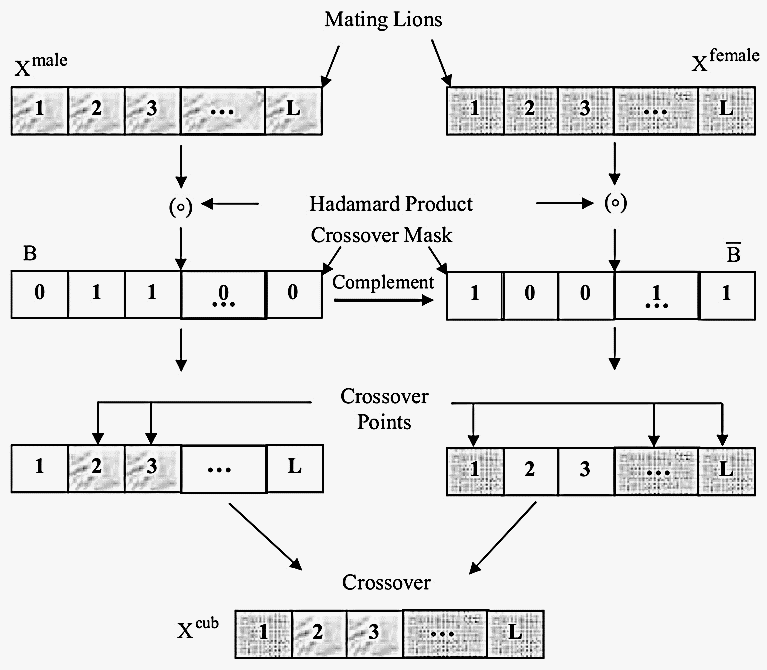 Mating Lions
X^male
X^female
1 2 3 ... L
1 2 3 ... L
(∘) Hadamard Product (∘)
B
Crossover Mask
B̅
0 1 1 0... 0
Complement
1 0 0 1... 1
Crossover
Points
1 2 3 ... L
1 2 3 ... L
Crossover
X^cub
1 2 3 ... L